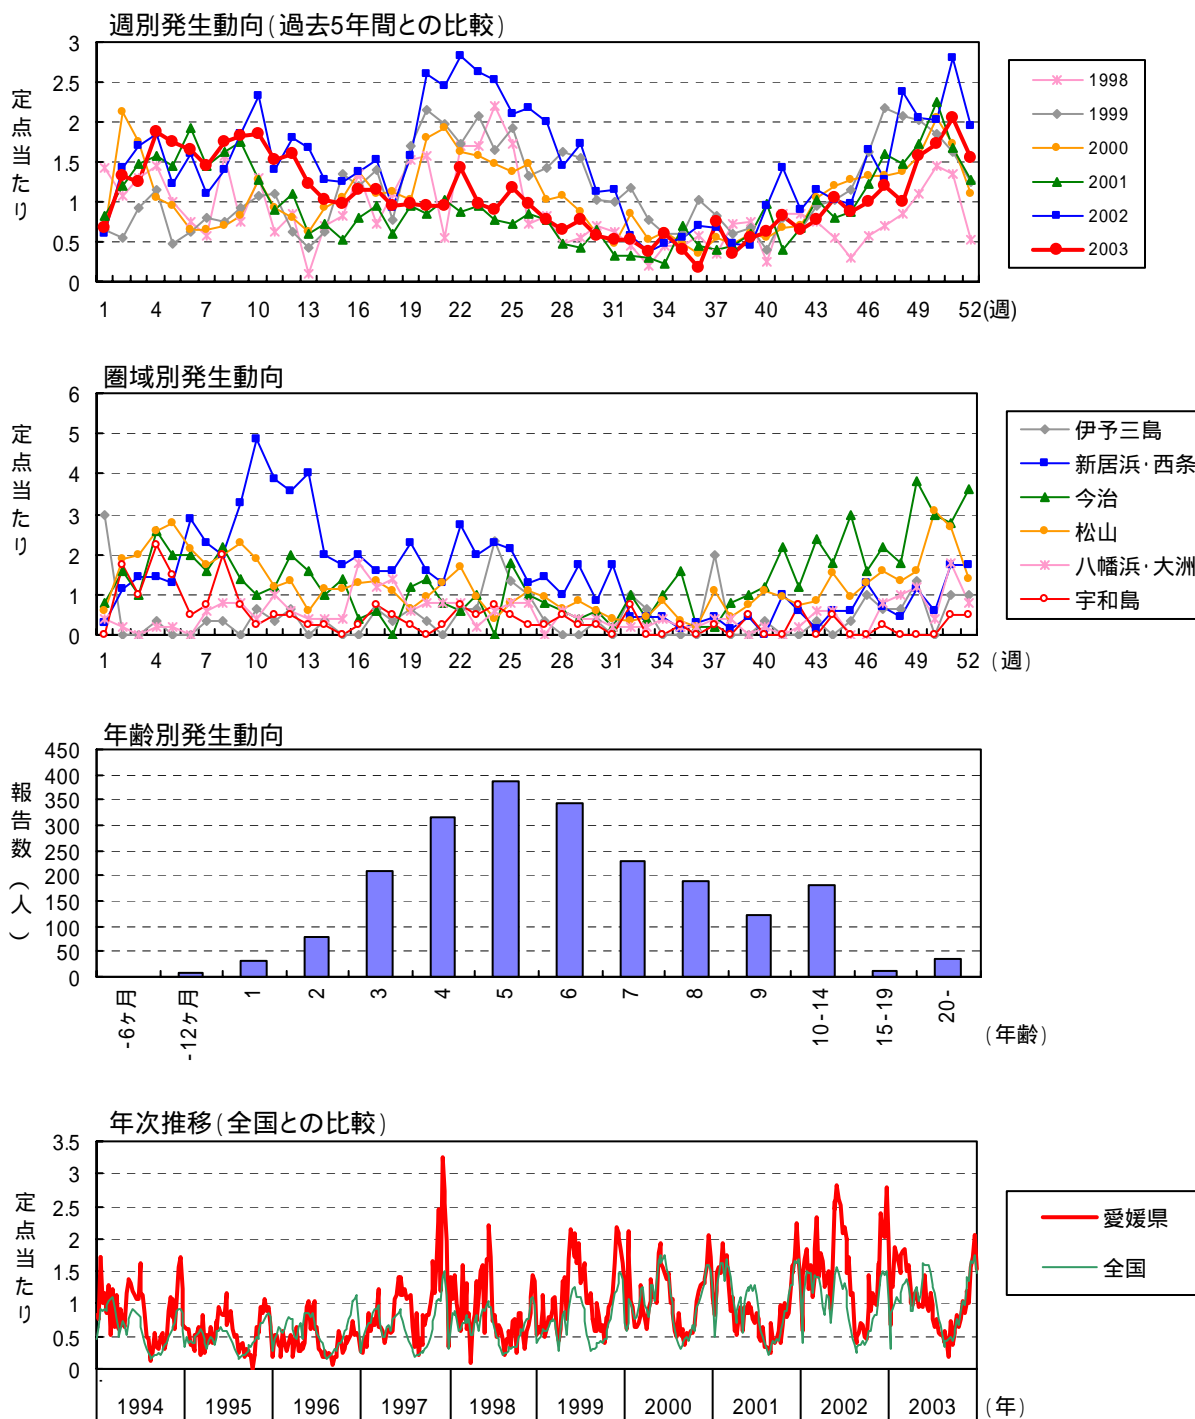 週別発生動向(過去5年間との比較)
定点当たり
3
2.5
2
1.5
1
0.5
0
1 4 7 10 13 16 19 22 25 28 31 34 37 40 43 46 49 52(週)
1998
1999
2000
2001
2002
2003
圏域別発生動向
定点当たり
6
5
4
3
2
1
0
1 4 7 10 13 16 19 22 25 28 31 34 37 40 43 46 49 52 (週)
伊予三島
新居浜・西条
今治
松山
八幡浜・大洲
宇和島
年齢別発生動向
報告数(人)
450
400
350
300
250
200
150
100
50
0
-6ヶ月 -12ヶ月 1 2 3 4 5 6 7 8 9 10-14 15-19 20-
(年齢)
年次推移(全国との比較)
定点当たり
3.5
3
2.5
2
1.5
1
0.5
0
1994 1995 1996 1997 1998 1999 2000 2001 2002 2003 (年)
愛媛県
全国